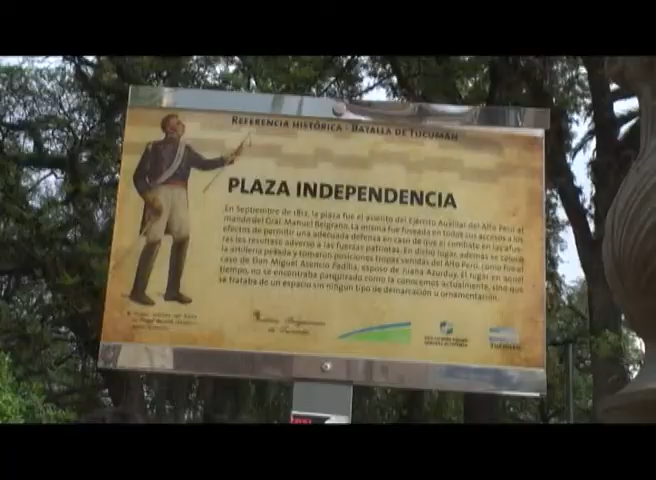 REFERENCIA HISTÓRICA - BATALLA DE TUCUMÁN
PLAZA INDEPENDENCIA
En Septiembre de 1812, la plaza fue el asiento del Ejército Auxiliar del Alto Perú al
mando del Gral. Manuel Belgrano. La misma fue foseada en todos sus accesos a los
efectos de permitir una adecuada defensa en caso de que el combate en las afue-
ras les resultase adverso a las fuerzas patriotas. En dicho lugar, además se colocó
la artillería pesada y tomaron posiciones tropas venidas del Alto Perú, como fue el
caso de Don Miguel Ascencio Padilla, esposo de Juana Azurduy. El lugar, en aquel
tiempo, no se encontraba parquizado como la conocemos actualmente, sino que
se trataba de un espacio sin ningún tipo de demarcación u ornamentación.
TUCUMÁN